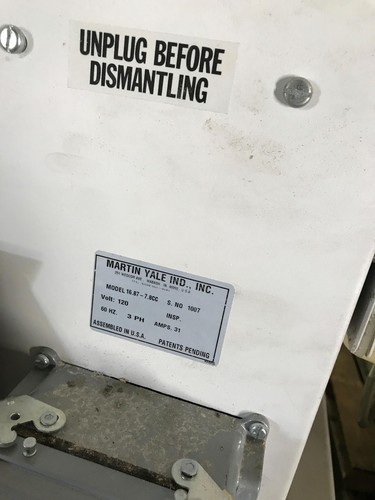 UNPLUG BEFORE
DISMANTLING
MARTIN YALE IND., INC.
MODEL 16.87-7.8CC S. NO 1007
Volt: 120 INSP
60 HZ. 3 PH AMPS. 31
ASSEMBLED IN U.S.A. PATENTS PENDING